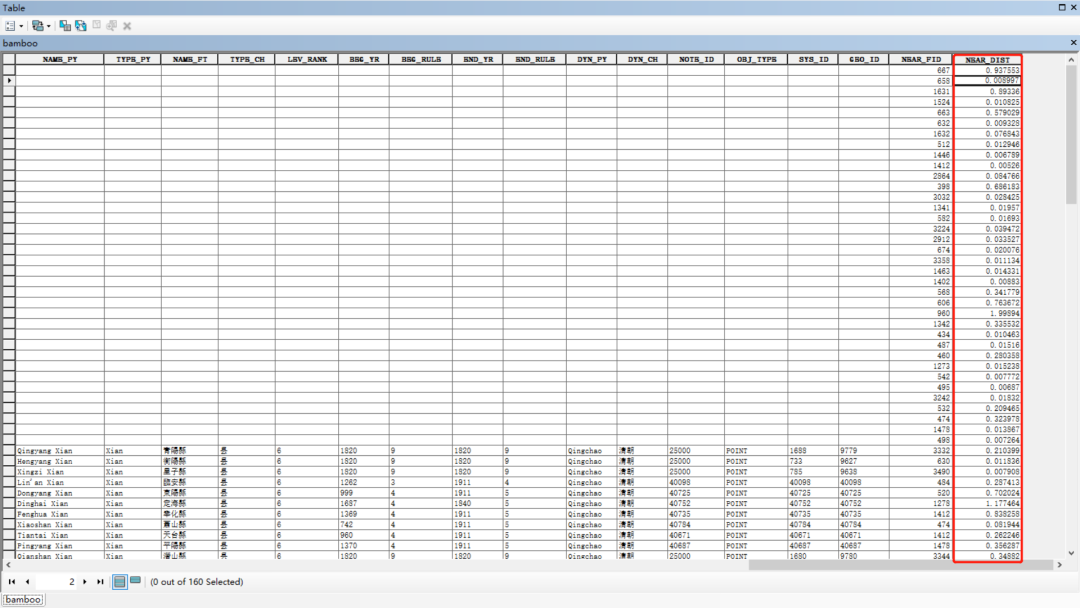 Table
bamboo
NAME_PY TYPE_PY NAME_FT TYPE_CH LEV_RANK BEG_YR BEG_RULE END_YR END_RULE DYN_PY DYN_CH NOTE_ID OBJ_TYPE SYS_ID GEO_ID NEAR_FID NEAR_DIST
667 0.937553
658 0.008997
1631 0.89336
1524 0.010825
663 0.579029
632 0.009328
1632 0.076843
512 0.012946
1446 0.006789
1412 0.00526
2864 0.084766
398 0.686183
3032 0.028425
1341 0.01957
582 0.01693
3224 0.039472
2912 0.033527
674 0.020076
3358 0.011134
1463 0.014331
1402 0.00883
568 0.341779
606 0.763672
960 1.99894
1342 0.335532
434 0.010463
487 0.01516
460 0.280358
1273 0.015238
542 0.007772
495 0.00687
3242 0.01832
532 0.209465
474 0.323978
1478 0.013867
498 0.007264
Qingyang Xian Xian 青陽縣 县 6 1820 9 1820 9 Qingchao 清朝 25000 POINT 1688 9779 3332 0.210399
Hengyang Xian Xian 衡陽縣 县 6 1820 9 1820 9 Qingchao 清朝 25000 POINT 733 9627 630 0.011836
Xingzi Xian Xian 星子縣 县 6 1820 9 1820 9 Qingchao 清朝 25000 POINT 785 9638 3490 0.007908
Lin'an Xian Xian 臨安縣 县 6 1262 3 1911 4 Qingchao 清朝 40098 POINT 40098 40098 484 0.287413
Dongyang Xian Xian 東陽縣 县 6 999 4 1911 5 Qingchao 清朝 40725 POINT 40725 40725 520 0.702024
Dinghai Xian Xian 定海縣 县 6 1687 4 1840 5 Qingchao 清朝 40732 POINT 40732 40732 1278 1.177464
Fenghua Xian Xian 奉化縣 县 6 1369 4 1911 5 Qingchao 清朝 40735 POINT 40735 40735 1412 0.838258
Xiaoshan Xian Xian 蕭山縣 县 6 742 4 1911 5 Qingchao 清朝 40784 POINT 40784 40784 474 0.081944
Tiantai Xian Xian 天台縣 县 6 960 4 1911 5 Qingchao 清朝 40671 POINT 40671 40671 1412 0.262246
Pingyang Xian Xian 平陽縣 县 6 1370 4 1911 5 Qingchao 清朝 40687 POINT 40687 40687 1478 0.356287
Qianshan Xian Xian 潛山縣 县 6 1820 9 1820 9 Qingchao 清朝 25000 POINT 1680 9780 3344 0.34882
2 (0 out of 160 Selected)
bamboo